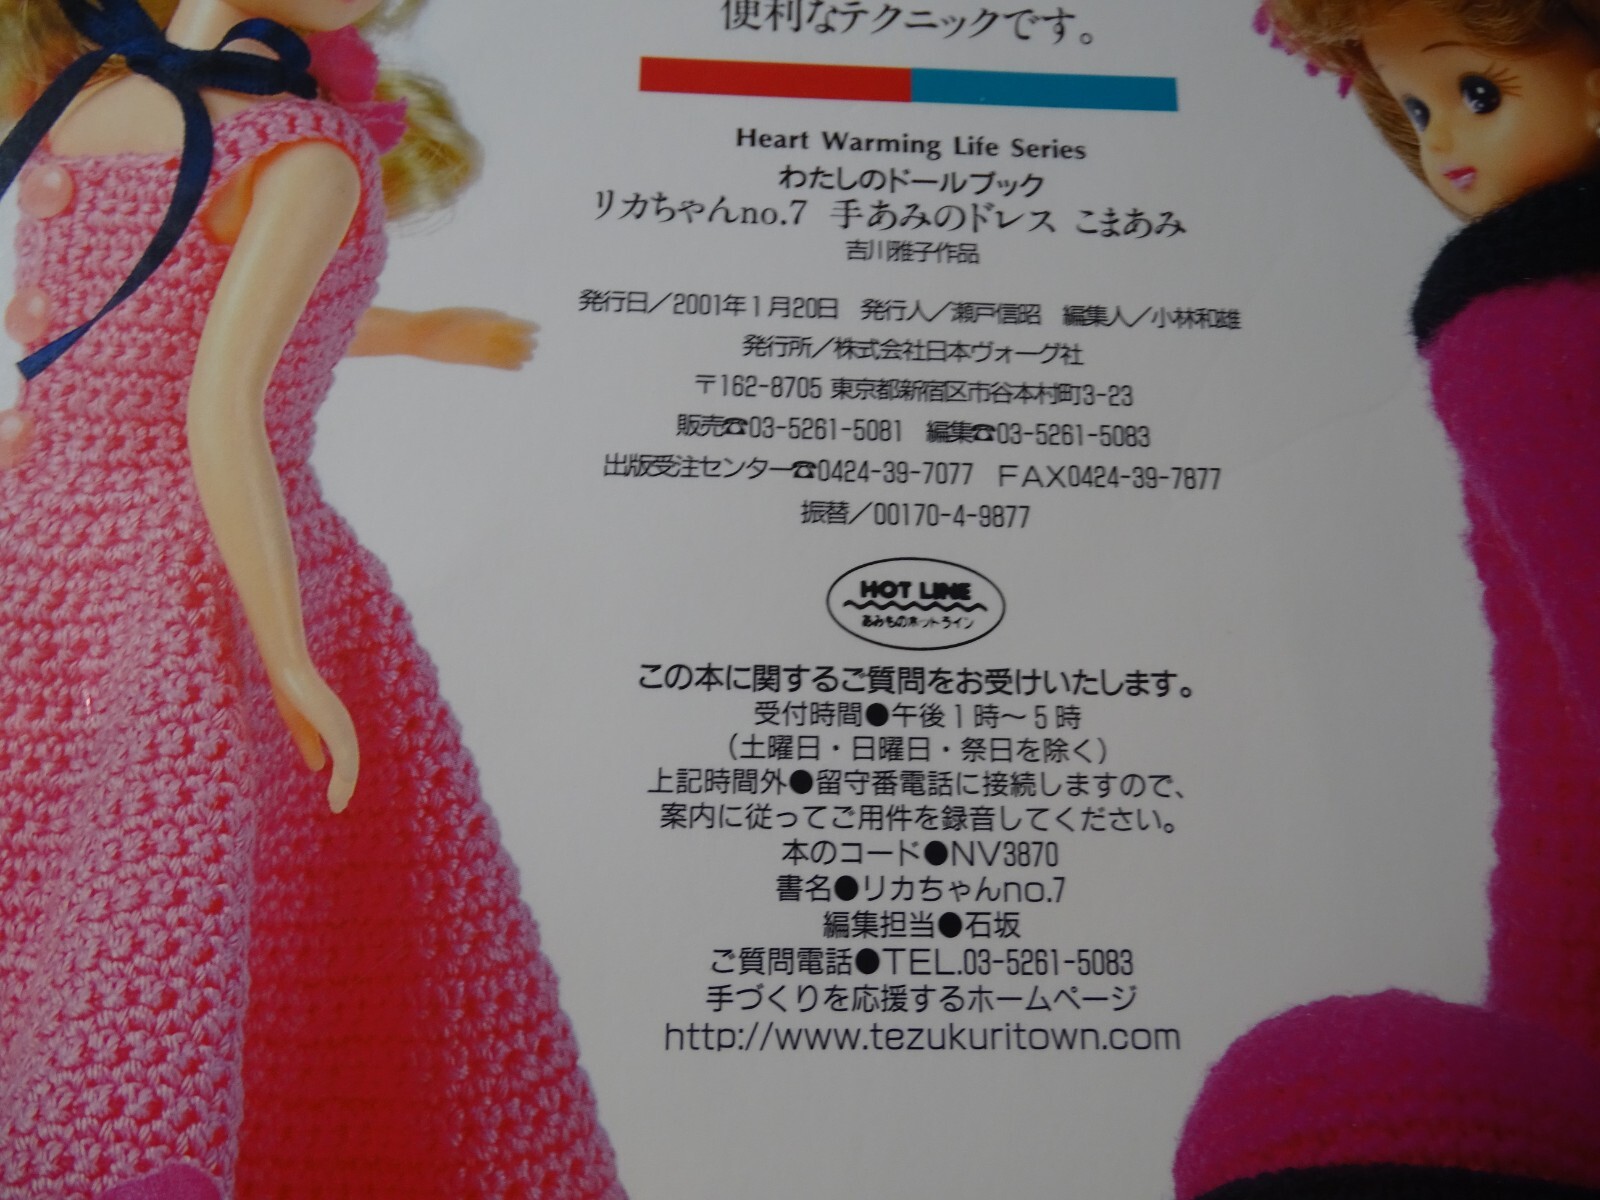 便利なテクニックです。
Heart Warming Life Series
わたしのドールブック
リカちゃんno.7 手あみのドレス こまあみ
吉川雅子作品
発行日／2001年1月20日 発行人／瀬戸信昭 編集人／小林和雄
発行所／株式会社日本ヴォーグ社
〒162-8705 東京都新宿区市谷本村町3-23
販売☎03-5261-5081 編集☎03-5261-5083
出版受注センター☎0424-39-7077 FAX0424-39-7877
振替／00170-4-9877
HOT LINE
あみものホットライン
この本に関するご質問をお受けいたします。
受付時間●午後1時〜5時
（土曜日・日曜日・祭日を除く）
上記時間外●留守番電話に接続しますので、
案内に従ってご用件を録音してください。
本のコード●NV3870
書名●リカちゃんno.7
編集担当●石坂
ご質問電話●TEL.03-5261-5083
手づくりを応援するホームページ
http://www.tezukuritown.com